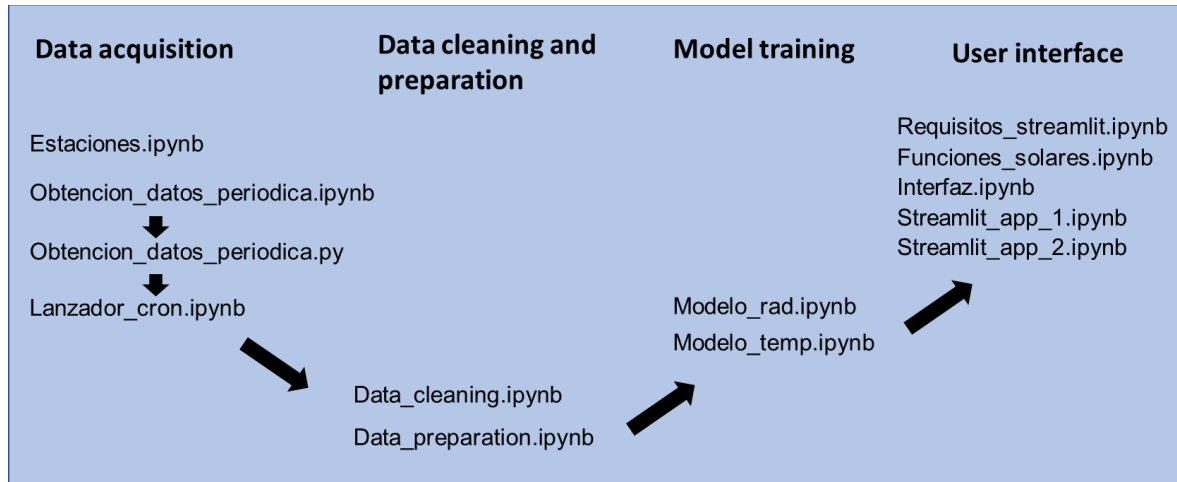 Data acquisition
Estaciones.ipynb
Obtencion_datos_periodica.ipynb
Obtencion_datos_periodica.py
Lanzador_cron.ipynb
Data cleaning and
preparation
Data_cleaning.ipynb
Data_preparation.ipynb
Model training
Modelo_rad.ipynb
Modelo_temp.ipynb
User interface
Requisitos_streamlit.ipynb
Funciones_solares.ipynb
Interfaz.ipynb
Streamlit_app_1.ipynb
Streamlit_app_2.ipynb